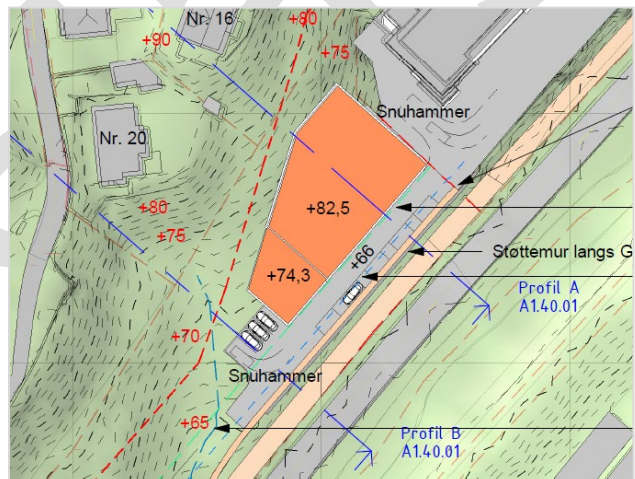 Nr. 16
+80
+90
+75
Snuhammer
Nr. 20
+82,5
+80
+75
+66
Støttemur langs G
+74,3
Profil A
A1.40.01
+70
Snuhammer
+65
Profil B
A1.40.01